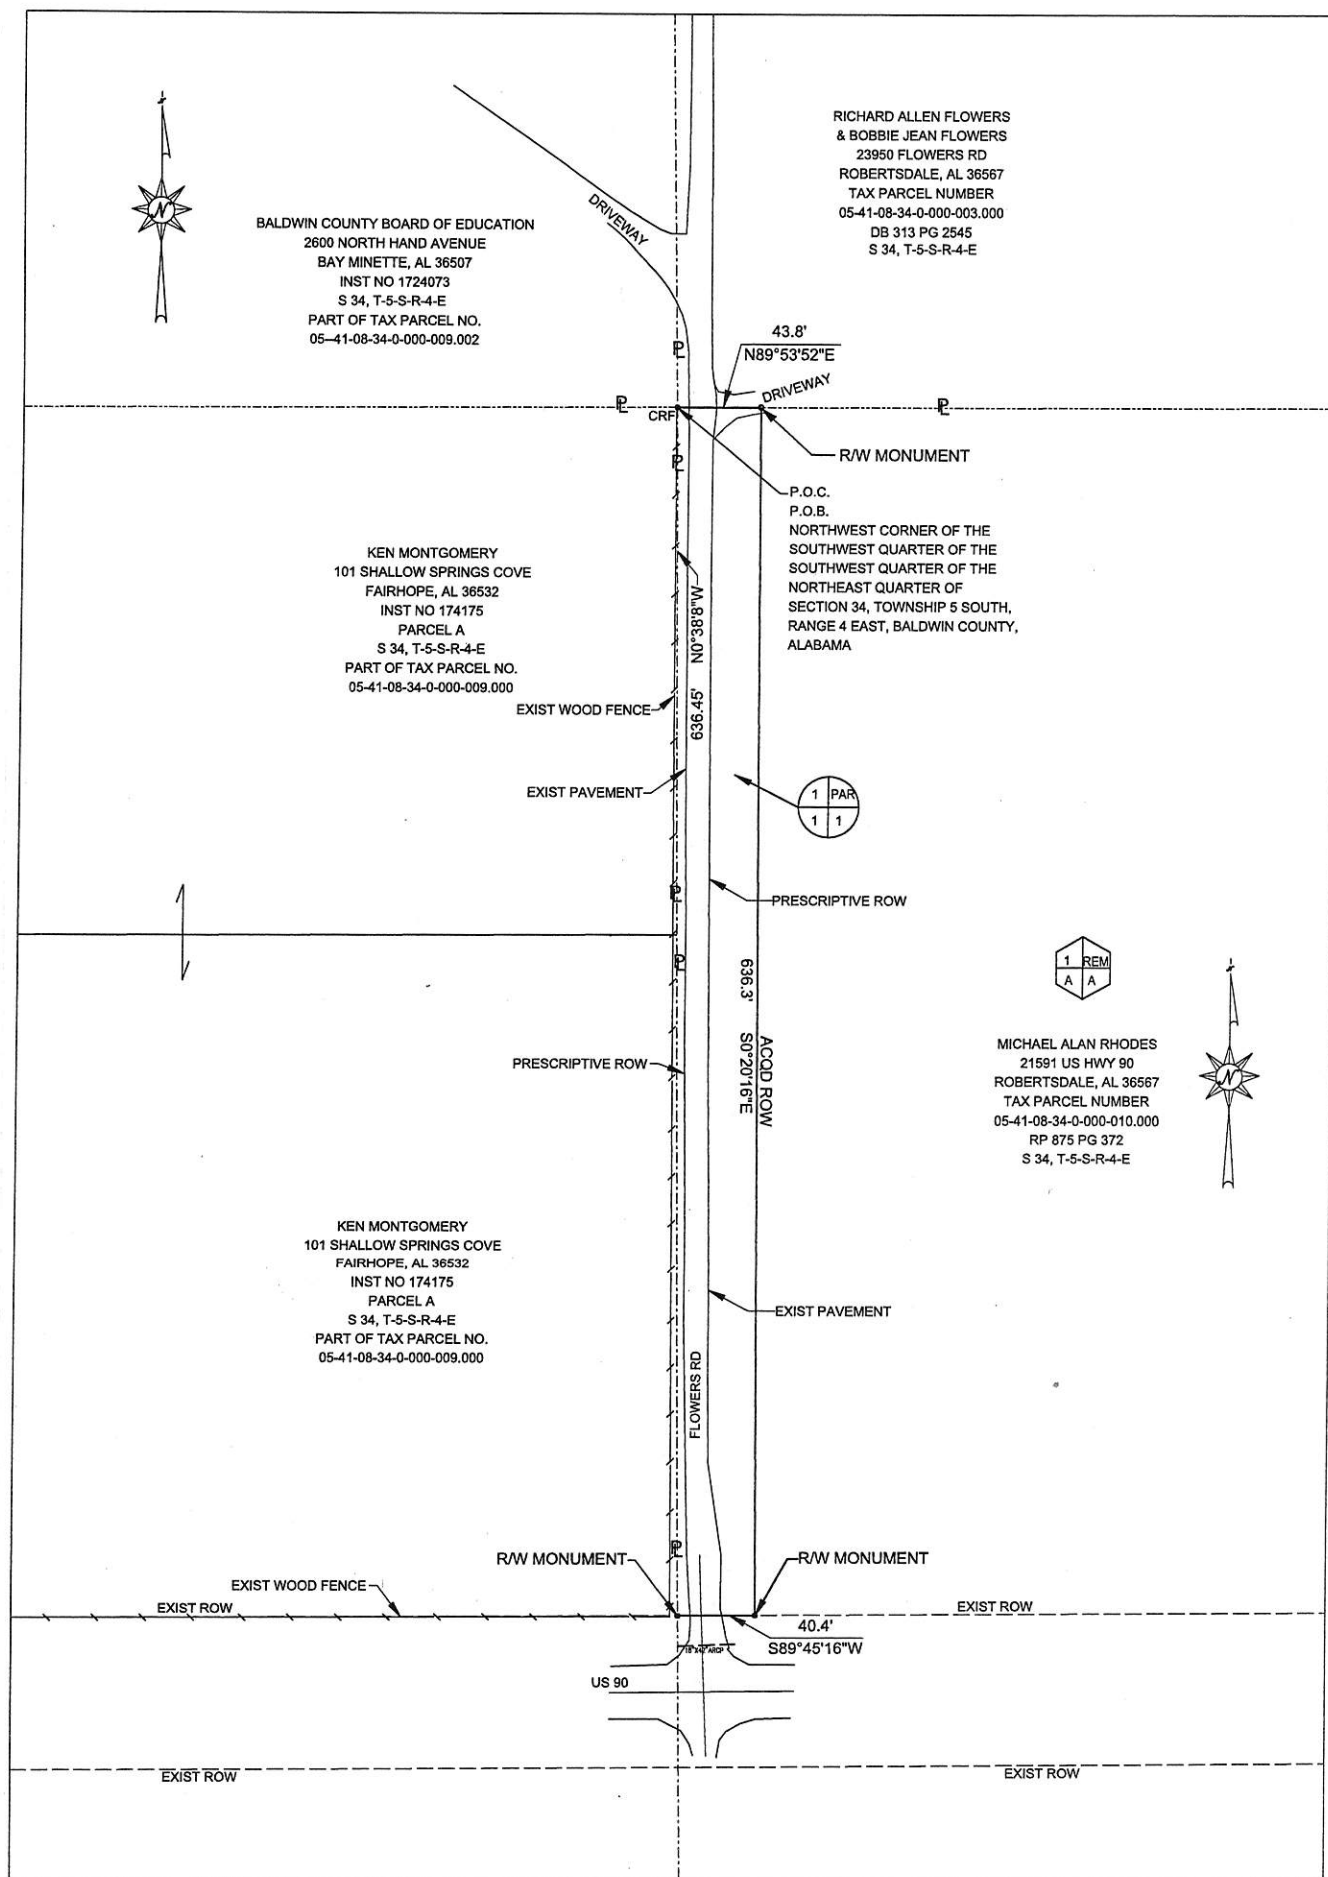 RICHARD ALLEN FLOWERS
& BOBBIE JEAN FLOWERS
23950 FLOWERS RD
ROBERTSDALE, AL 36567
TAX PARCEL NUMBER
05-41-08-34-0-000-003.000
DB 313 PG 2545
S 34, T-5-S-R-4-E
N
BALDWIN COUNTY BOARD OF EDUCATION
2600 NORTH HAND AVENUE
BAY MINETTE, AL 36507
INST NO 1724073
S 34, T-5-S-R-4-E
PART OF TAX PARCEL NO.
05--41-08-34-0-000-009.002
DRIVEWAY
43.8'
N89°53'52"E
PL
DRIVEWAY
PL
PL
CRF
R/W MONUMENT
PL
P.O.C.
P.O.B.
NORTHWEST CORNER OF THE
SOUTHWEST QUARTER OF THE
SOUTHWEST QUARTER OF THE
NORTHEAST QUARTER OF
SECTION 34, TOWNSHIP 5 SOUTH,
RANGE 4 EAST, BALDWIN COUNTY,
ALABAMA
KEN MONTGOMERY
101 SHALLOW SPRINGS COVE
FAIRHOPE, AL 36532
INST NO 174175
PARCEL A
S 34, T-5-S-R-4-E
PART OF TAX PARCEL NO.
05-41-08-34-0-000-009.000
636.45' N0°38'8"W
EXIST WOOD FENCE
EXIST PAVEMENT
1 PAR
1 1
PL
PRESCRIPTIVE ROW
PL
1 REM
A A
ACQD ROW
636.3' S0°20'16"E
PRESCRIPTIVE ROW
MICHAEL ALAN RHODES
21591 US HWY 90
ROBERTSDALE, AL 36567
TAX PARCEL NUMBER
05-41-08-34-0-000-010.000
RP 875 PG 372
S 34, T-5-S-R-4-E
N
KEN MONTGOMERY
101 SHALLOW SPRINGS COVE
FAIRHOPE, AL 36532
INST NO 174175
PARCEL A
S 34, T-5-S-R-4-E
PART OF TAX PARCEL NO.
05-41-08-34-0-000-009.000
EXIST PAVEMENT
FLOWERS RD
PL
R/W MONUMENT
R/W MONUMENT
EXIST WOOD FENCE
EXIST ROW
EXIST ROW
40.4'
S89°45'16"W
US 90
EXIST ROW
EXIST ROW